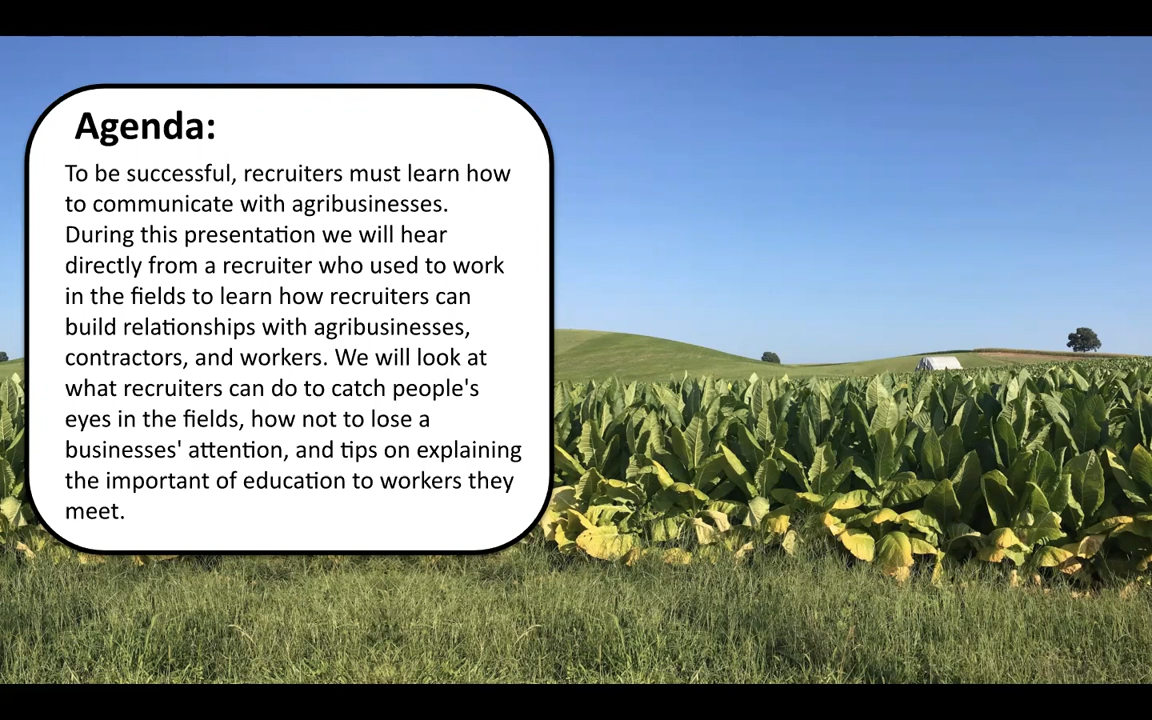 Agenda:
To be successful, recruiters must learn how
to communicate with agribusinesses.
During this presentation we will hear
directly from a recruiter who used to work
in the fields to learn how recruiters can
build relationships with agribusinesses,
contractors, and workers. We will look at
what recruiters can do to catch people's
eyes in the fields, how not to lose a
businesses' attention, and tips on explaining
the important of education to workers they
meet.